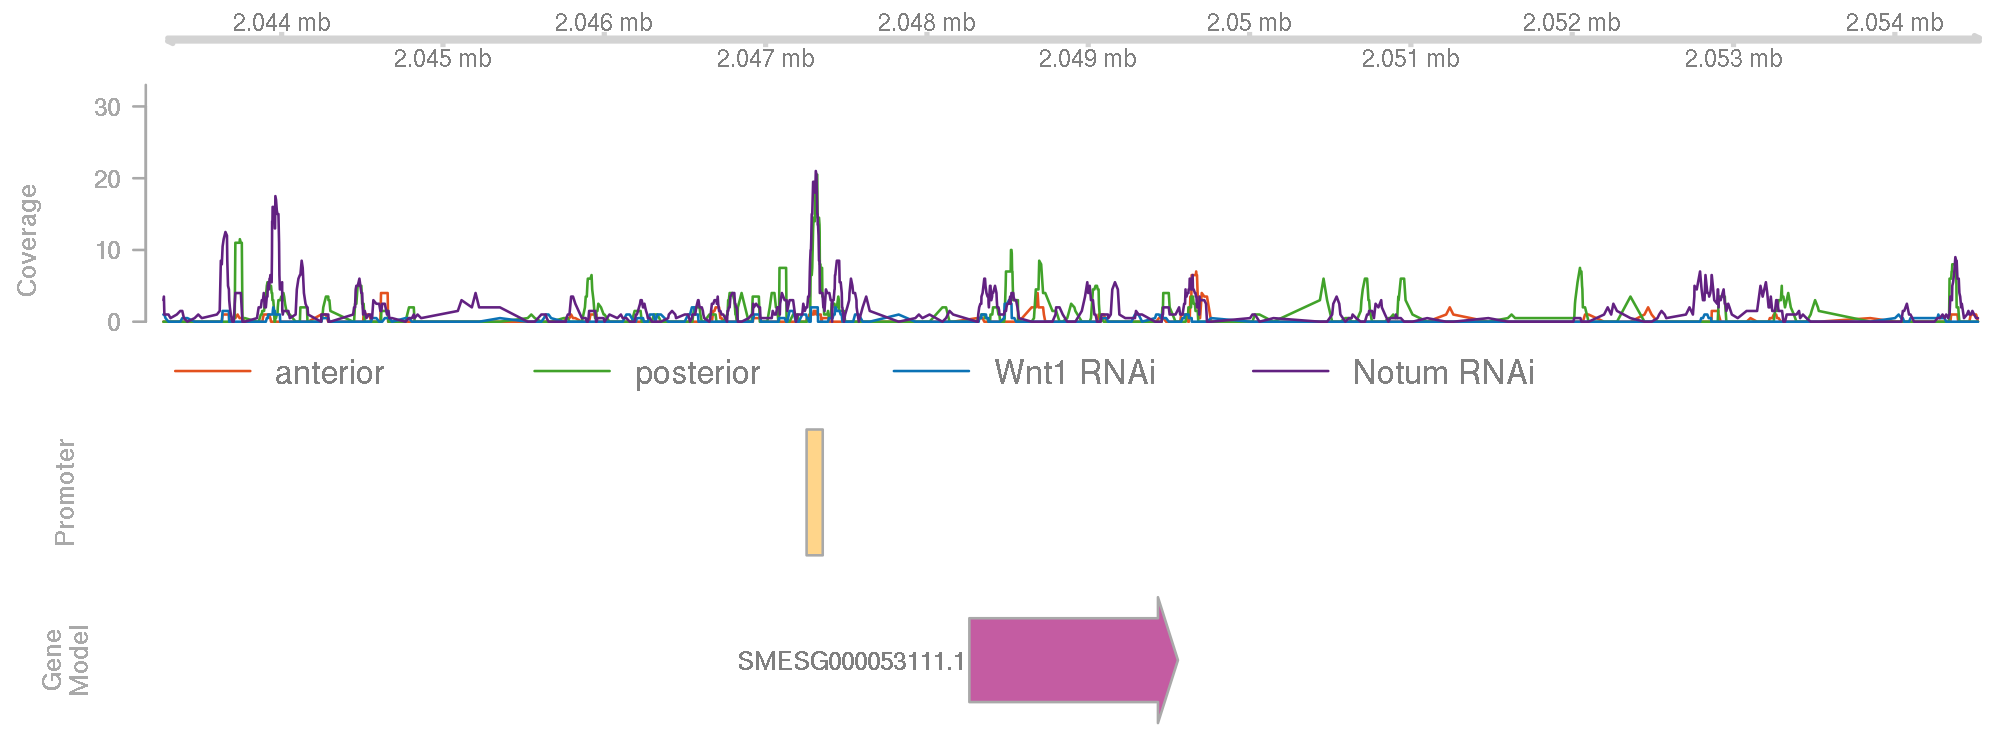 2.044 mb 2.046 mb 2.048 mb 2.05 mb 2.052 mb 2.054 mb
2.045 mb 2.047 mb 2.049 mb 2.051 mb 2.053 mb
30
20
10
0
Coverage
anterior posterior Wnt1 RNAi Notum RNAi
Promoter
Gene
Model
SMESG000053111.1